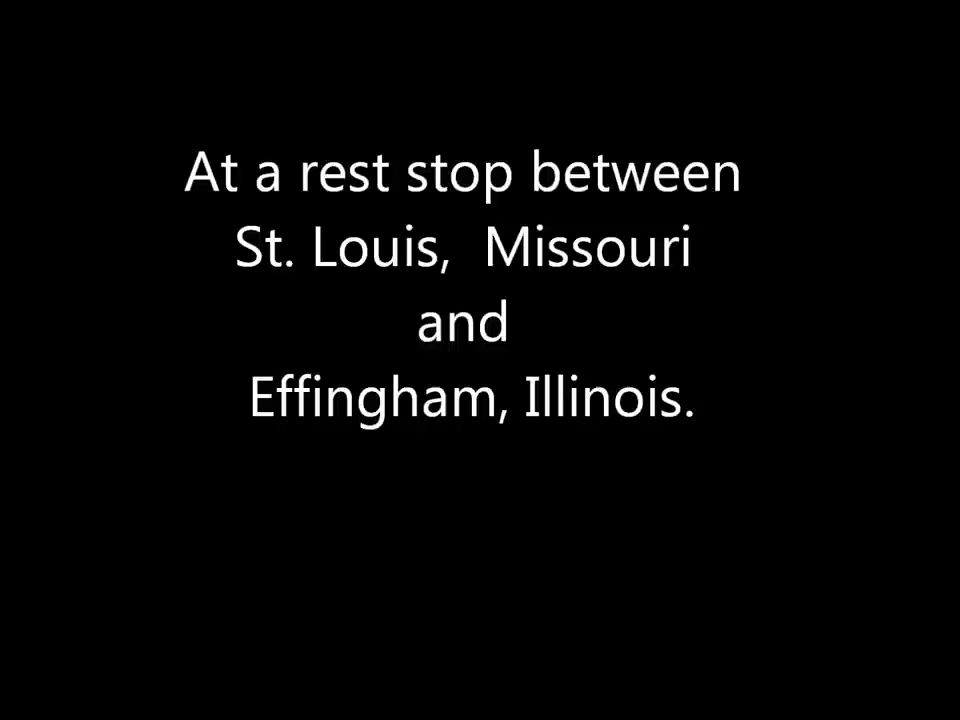 At a rest stop between
St. Louis,  Missouri
and
Effingham, Illinois.